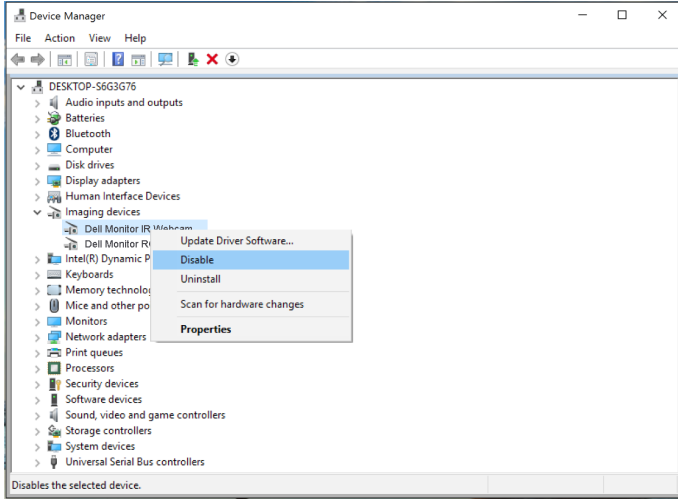 Device Manager
File Action View Help
DESKTOP-S6G3G76
Audio inputs and outputs
Batteries
Bluetooth
Computer
Disk drives
Display adapters
Human Interface Devices
Imaging devices
Dell Monitor IR Webcam
Dell Monitor
Update Driver Software...
Disable
Uninstall
Scan for hardware changes
Properties
Intel(R) Dynamic
Keyboards
Memory
Mice and other
Monitors
Network adapters
Print queues
Processors
Security devices
Software devices
Sound, video and game controllers
Storage controllers
System devices
Universal Serial Bus controllers
Disables the selected device.